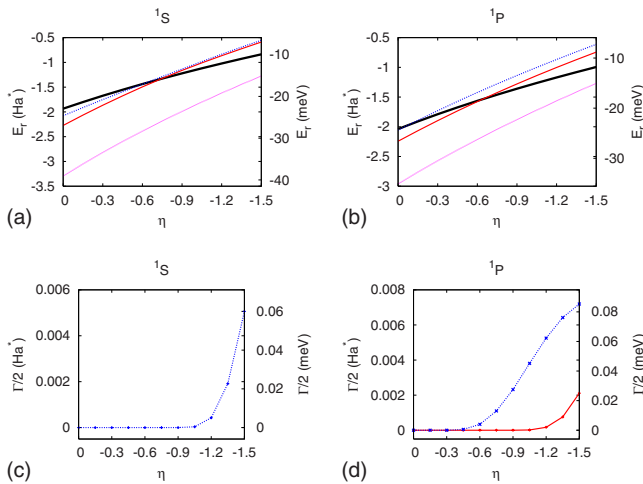 ¹S
-0.5
-1
-1.5
-2
-2.5
-3
-3.5
E_r (Ha*)
-10
-20
-30
-40
E_r (meV)
0 -0.3 -0.6 -0.9 -1.2 -1.5
η
(a)
¹P
-0.5
-1
-1.5
-2
-2.5
-3
E_r (Ha*)
-10
-20
-30
E_r (meV)
0 -0.3 -0.6 -0.9 -1.2 -1.5
η
(b)
¹S
0.006
0.004
0.002
0
Γ/2 (Ha*)
0.06
0.04
0.02
0
Γ/2 (meV)
0 -0.3 -0.6 -0.9 -1.2 -1.5
η
(c)
¹P
0.008
0.006
0.004
0.002
0
Γ/2 (Ha*)
0.08
0.06
0.04
0.02
0
Γ/2 (meV)
0 -0.3 -0.6 -0.9 -1.2 -1.5
η
(d)